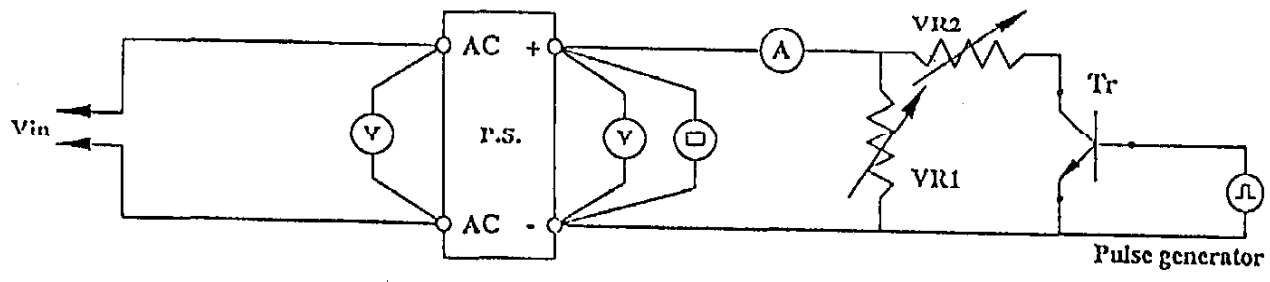 VR2
AC +
A
Tr
Vin
V
P.S.
V
VR1
AC -
Pulse generator